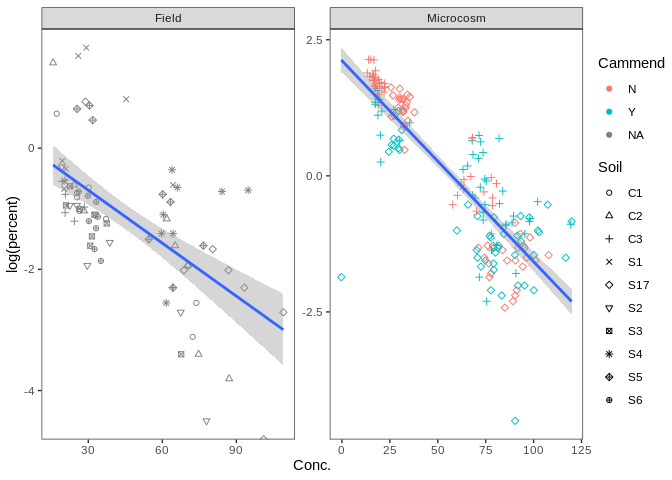 Field
Microcosm
2.5
0
0.0
-2
-2.5
-4
log(percent)
30 60 90
0 25 50 75 100 125
Conc.
Cammend
N
Y
NA
Soil
C1
C2
C3
S1
S17
S2
S3
S4
S5
S6